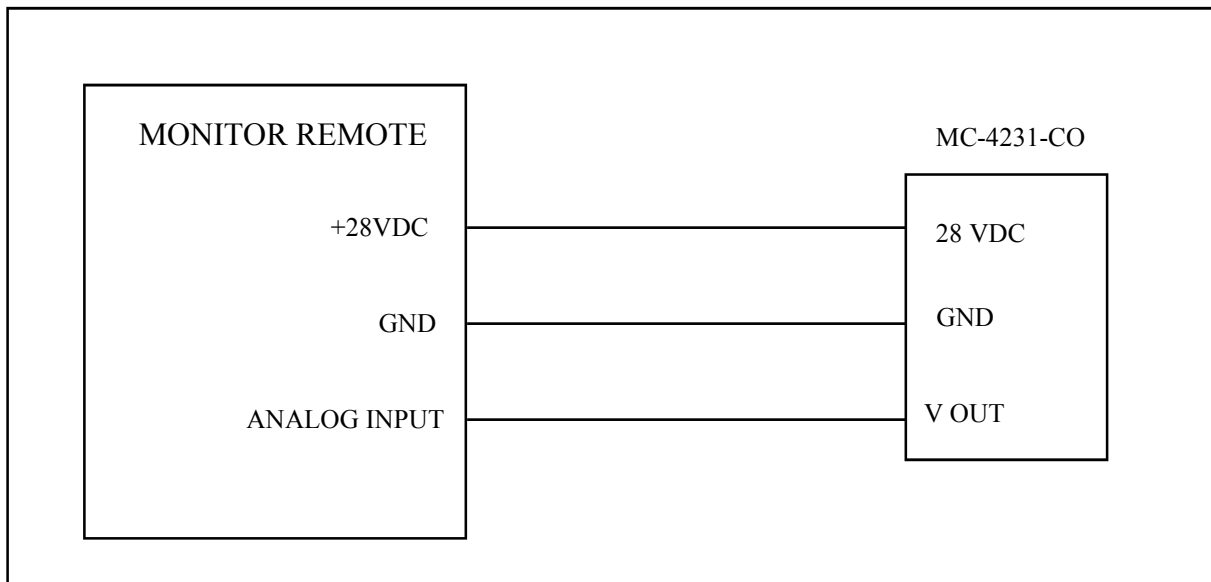 MONITOR REMOTE
+28VDC
GND
ANALOG INPUT
MC-4231-CO
28 VDC
GND
V OUT